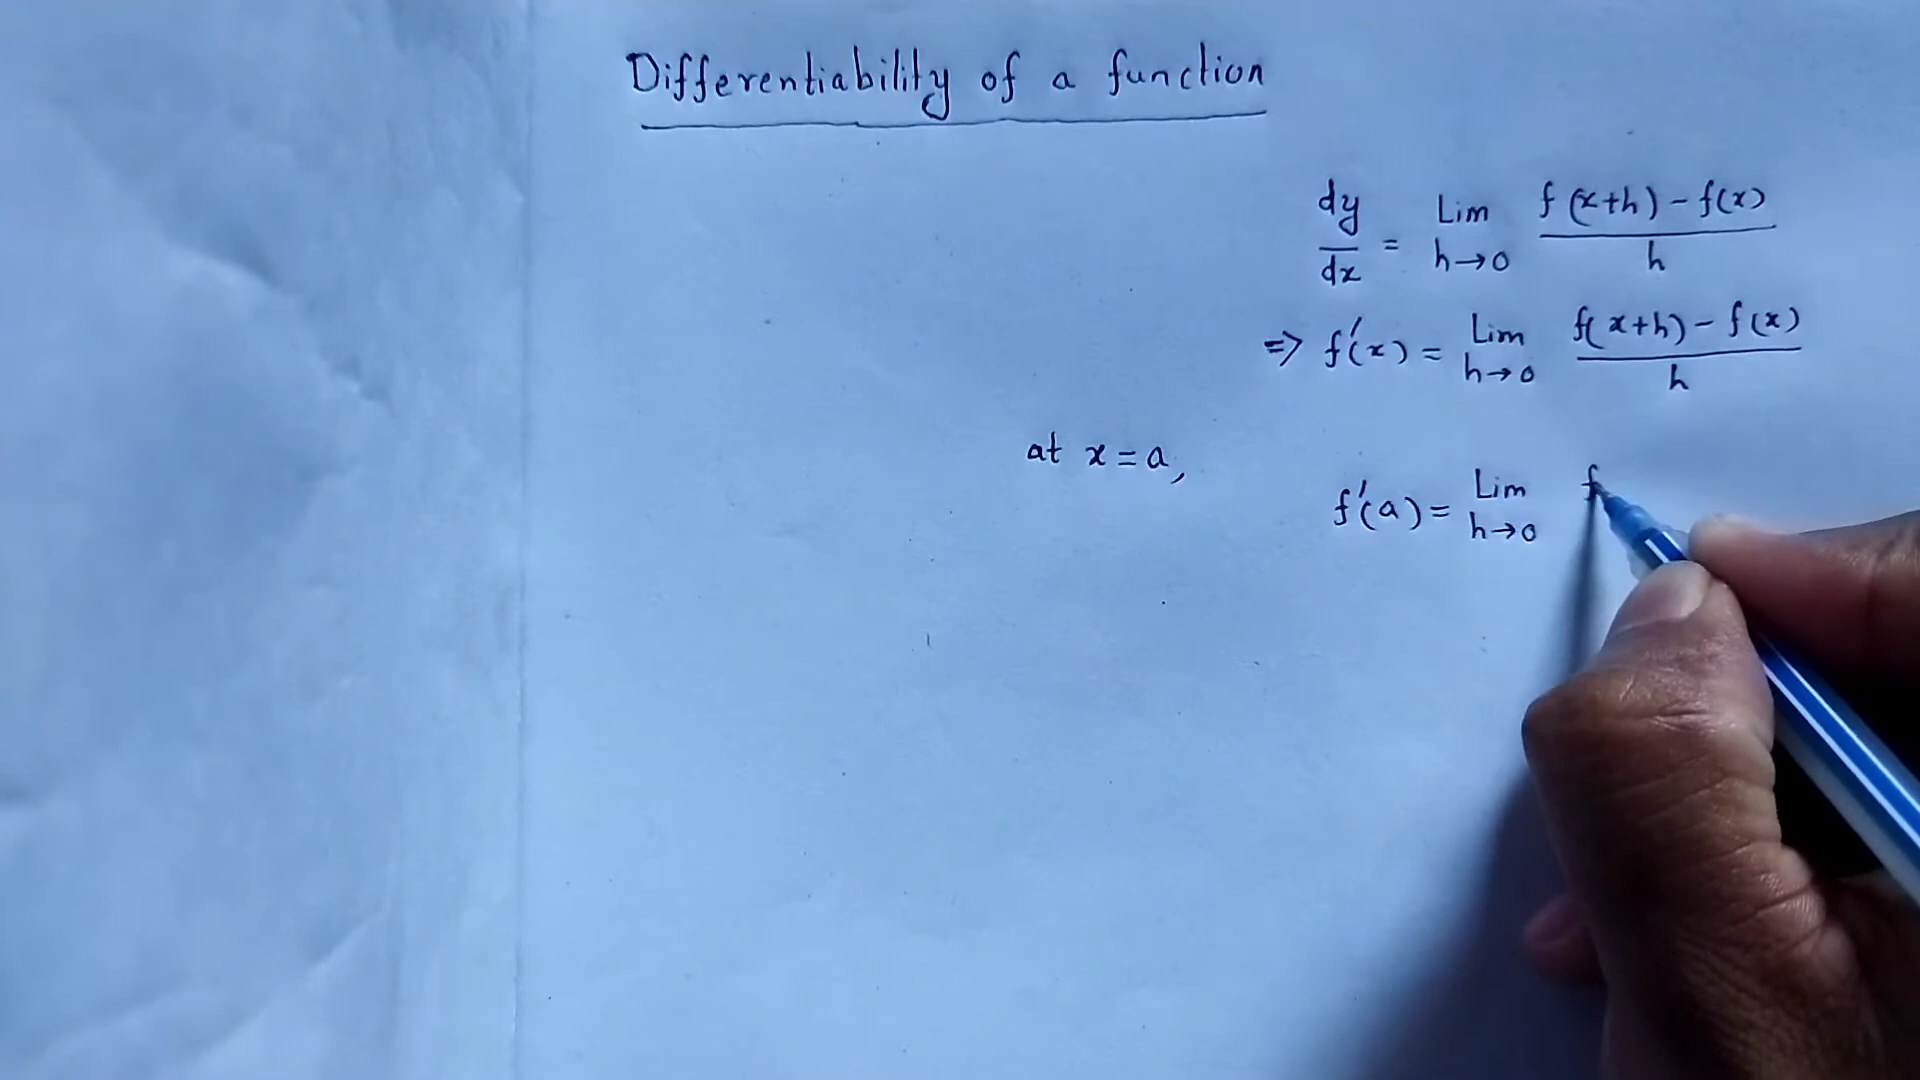 Differentiability of a function
dy/dx = Lim h→0 f(x+h) - f(x) / h
⇒ f'(x) = Lim h→0 f(x+h) - f(x) / h
at x = a, f'(a) = Lim h→0 f